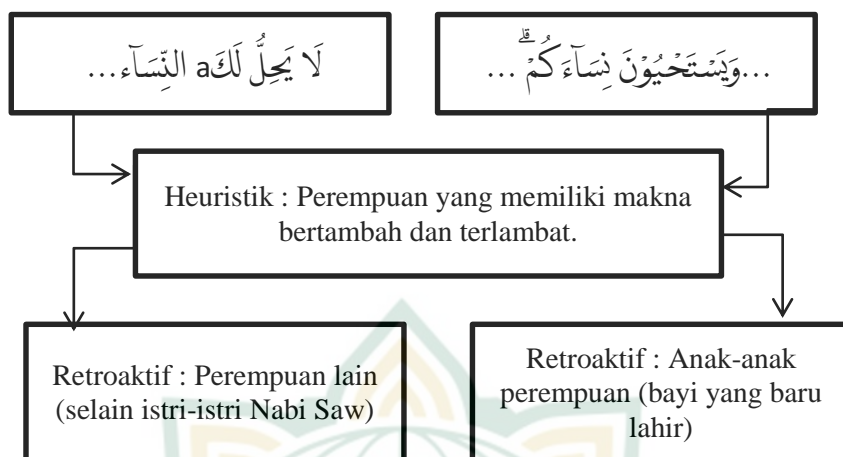 لَا يَحِلُّ لَكَa النِّسَآء...
...وَيَسْتَحْيُوْنَ نِسَآءَكُمْ ۗ ...
Heuristik : Perempuan yang memiliki makna
bertambah dan terlambat.
Retroaktif : Perempuan lain
(selain istri-istri Nabi Saw)
Retroaktif : Anak-anak
perempuan (bayi yang baru
lahir)